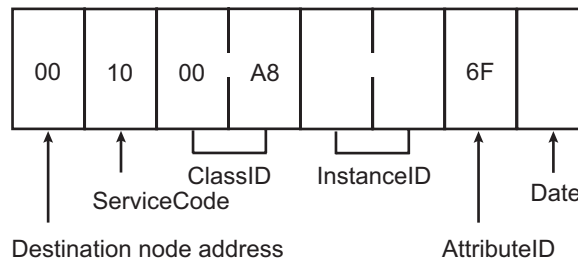 00 10 00 A8 6F
ClassID InstanceID
ServiceCode Date
Destination node address AttributeID